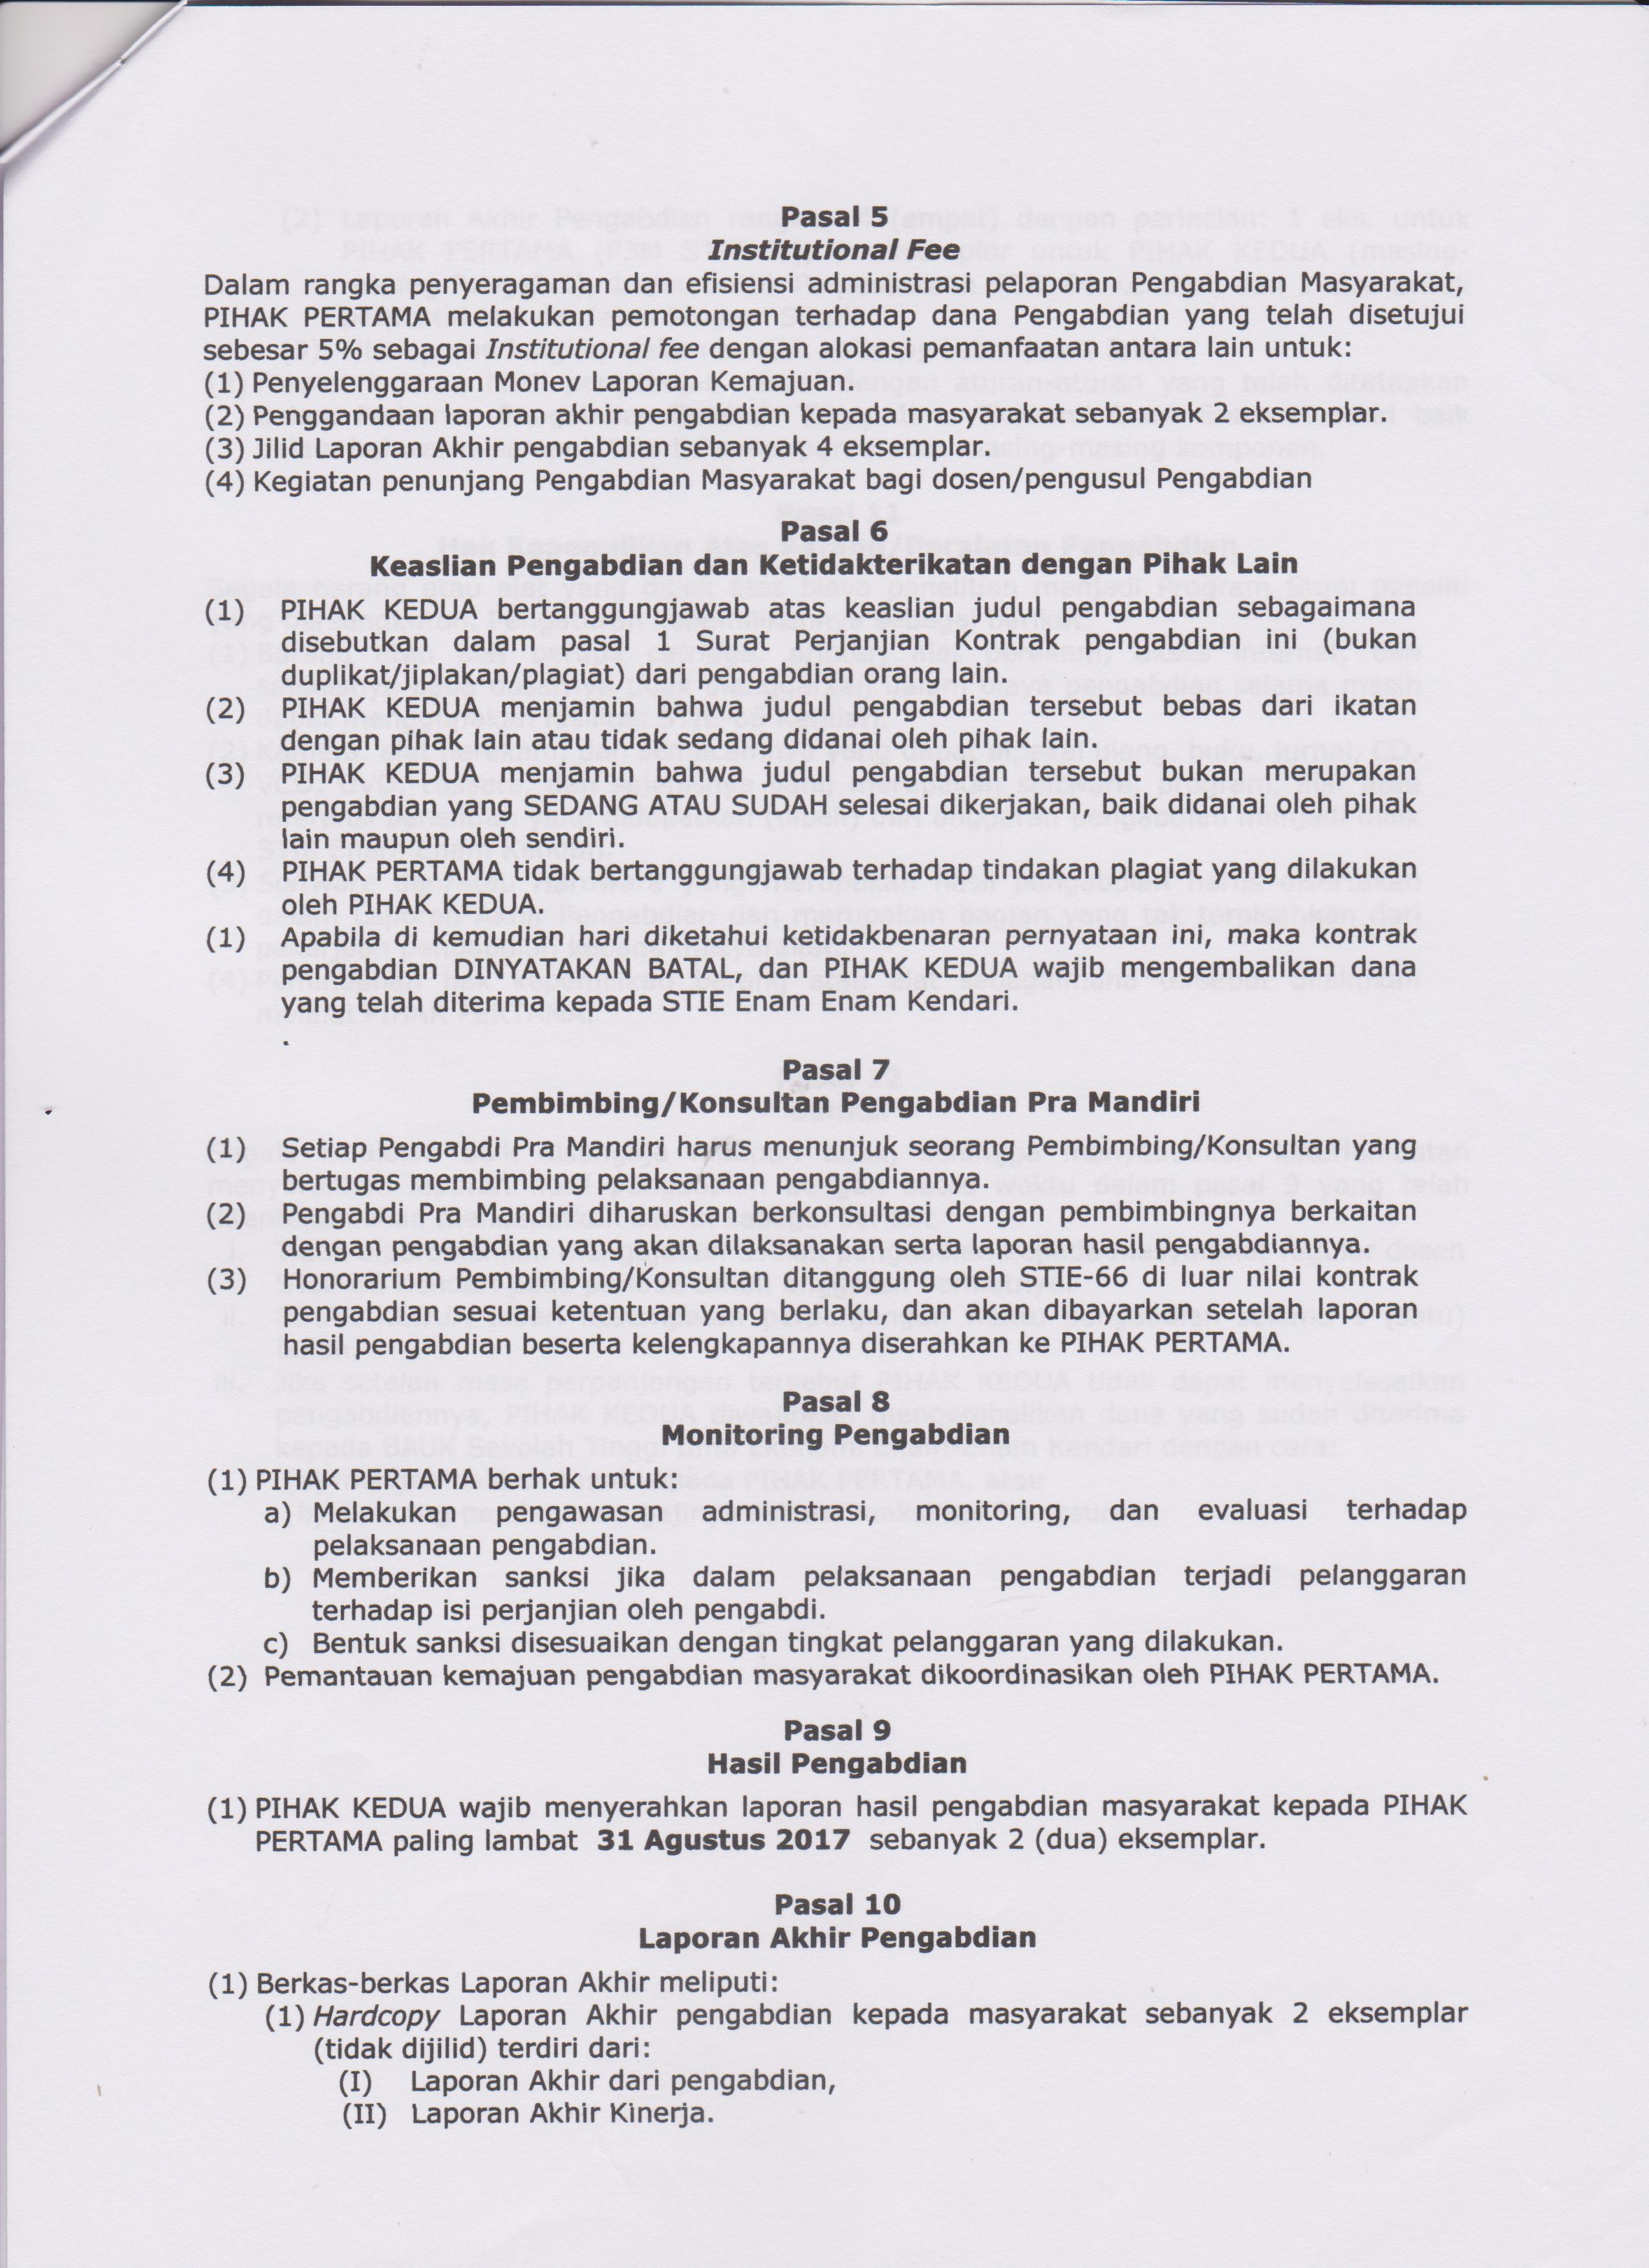 Pasal 5
Institutional Fee
Dalam rangka penyeragaman dan efisiensi administrasi pelaporan Pengabdian Masyarakat,
PIHAK PERTAMA melakukan pemotongan terhadap dana Pengabdian yang telah disetujui
sebesar 5% sebagai Institutional fee dengan alokasi pemanfaatan antara lain untuk:
(1) Penyelenggaraan Monev Laporan Kemajuan.
(2) Penggandaan laporan akhir pengabdian kepada masyarakat sebanyak 2 eksemplar.
(3) Jilid Laporan Akhir pengabdian sebanyak 4 eksemplar.
(4) Kegiatan penunjang Pengabdian Masyarakat bagi dosen/pengusul Pengabdian
Pasal 6
Keaslian Pengabdian dan Ketidakterikatan dengan Pihak Lain
(1) PIHAK KEDUA bertanggungjawab atas keaslian judul pengabdian sebagaimana
disebutkan dalam pasal 1 Surat Perjanjian Kontrak pengabdian ini (bukan
duplikat/jiplakan/plagiat) dari pengabdian orang lain.
(2) PIHAK KEDUA menjamin bahwa judul pengabdian tersebut bebas dari ikatan
dengan pihak lain atau tidak sedang didanai oleh pihak lain.
(3) PIHAK KEDUA menjamin bahwa judul pengabdian tersebut bukan merupakan
pengabdian yang SEDANG ATAU SUDAH selesai dikerjakan, baik didanai oleh pihak
lain maupun oleh sendiri.
(4) PIHAK PERTAMA tidak bertanggungjawab terhadap tindakan plagiat yang dilakukan
oleh PIHAK KEDUA.
(1) Apabila di kemudian hari diketahui ketidakbenaran pernyataan ini, maka kontrak
pengabdian DINYATAKAN BATAL, dan PIHAK KEDUA wajib mengembalikan dana
yang telah diterima kepada STIE Enam Enam Kendari.
.
Pasal 7
Pembimbing/Konsultan Pengabdian Pra Mandiri
(1) Setiap Pengabdi Pra Mandiri harus menunjuk seorang Pembimbing/Konsultan yang
bertugas membimbing pelaksanaan pengabdiannya.
(2) Pengabdi Pra Mandiri diharuskan berkonsultasi dengan pembimbingnya berkaitan
dengan pengabdian yang akan dilaksanakan serta laporan hasil pengabdiannya.
(3) Honorarium Pembimbing/Konsultan ditanggung oleh STIE-66 di luar nilai kontrak
pengabdian sesuai ketentuan yang berlaku, dan akan dibayarkan setelah laporan
hasil pengabdian beserta kelengkapannya diserahkan ke PIHAK PERTAMA.
Pasal 8
Monitoring Pengabdian
(1) PIHAK PERTAMA berhak untuk:
a) Melakukan pengawasan administrasi, monitoring, dan evaluasi terhadap
pelaksanaan pengabdian.
b) Memberikan sanksi jika dalam pelaksanaan pengabdian terjadi pelanggaran
terhadap isi perjanjian oleh pengabdi.
c) Bentuk sanksi disesuaikan dengan tingkat pelanggaran yang dilakukan.
(2) Pemantauan kemajuan pengabdian masyarakat dikoordinasikan oleh PIHAK PERTAMA.
Pasal 9
Hasil Pengabdian
(1) PIHAK KEDUA wajib menyerahkan laporan hasil pengabdian masyarakat kepada PIHAK
PERTAMA paling lambat 31 Agustus 2017 sebanyak 2 (dua) eksemplar.
Pasal 10
Laporan Akhir Pengabdian
(1) Berkas-berkas Laporan Akhir meliputi:
(1) Hardcopy Laporan Akhir pengabdian kepada masyarakat sebanyak 2 eksemplar
(tidak dijilid) terdiri dari:
(I) Laporan Akhir dari pengabdian,
(II) Laporan Akhir Kinerja.